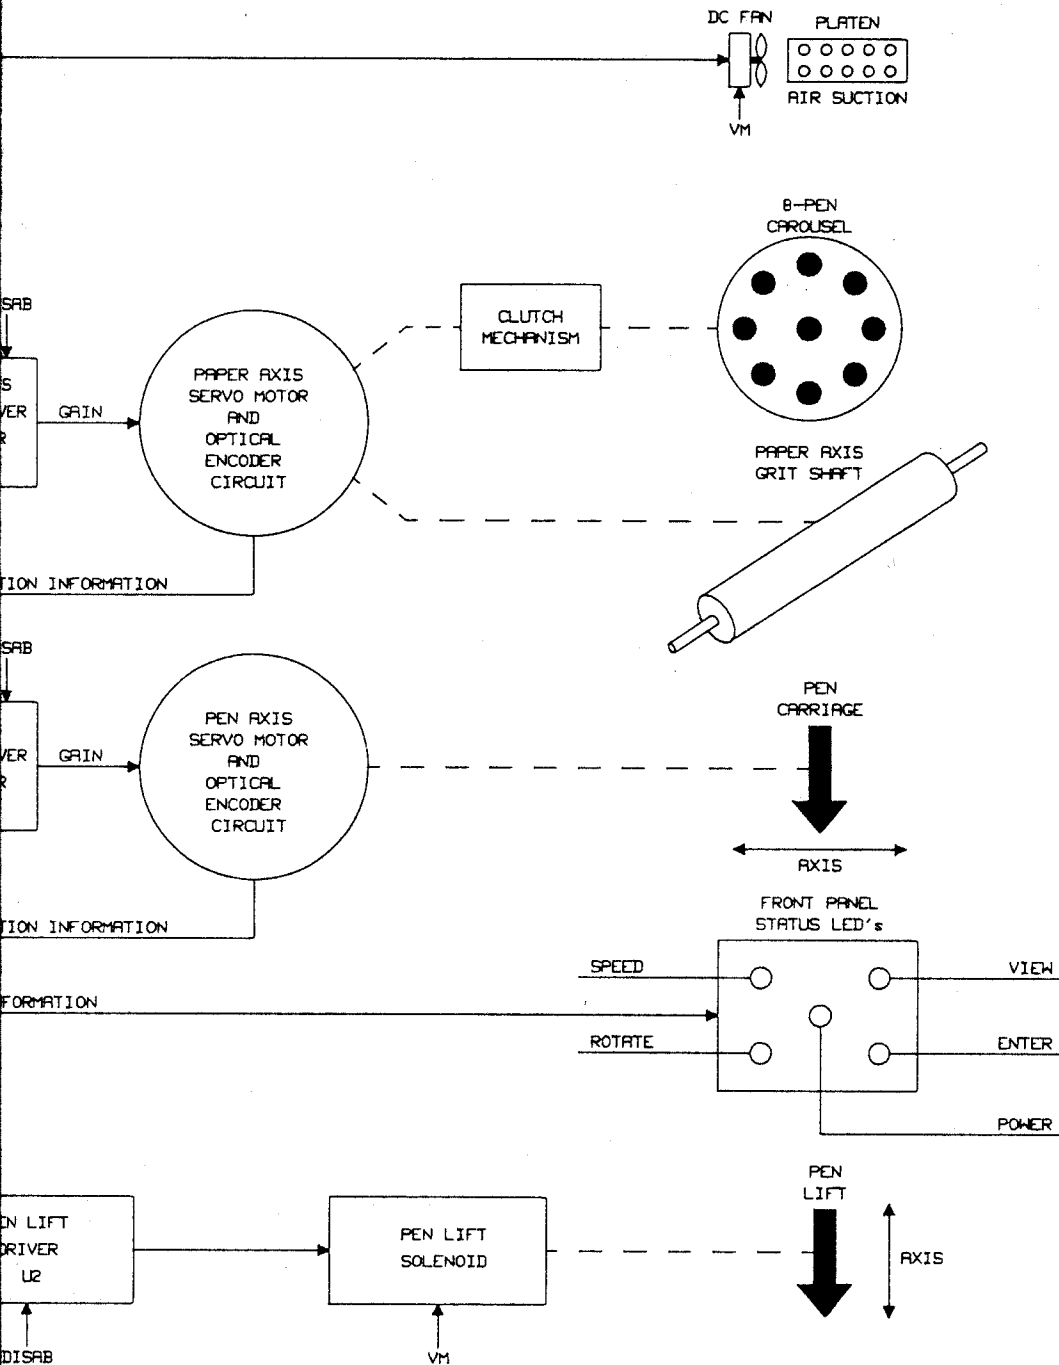 DC FAN
PLATEN
AIR SUCTION
VM
8-PEN
CAROUSEL
SAB
CLUTCH
MECHANISM
S
VER
R
GAIN
PAPER AXIS
SERVO MOTOR
AND
OPTICAL
ENCODER
CIRCUIT
PAPER AXIS
GRIT SHAFT
TION INFORMATION
SAB
VER
R
GAIN
PEN AXIS
SERVO MOTOR
AND
OPTICAL
ENCODER
CIRCUIT
PEN
CARRIAGE
AXIS
TION INFORMATION
FRONT PANEL
STATUS LED's
SPEED
VIEW
FORMATION
ROTATE
ENTER
POWER
PEN
LIFT
EN LIFT
DRIVER
U2
PEN LIFT
SOLENOID
AXIS
DISAB
VM